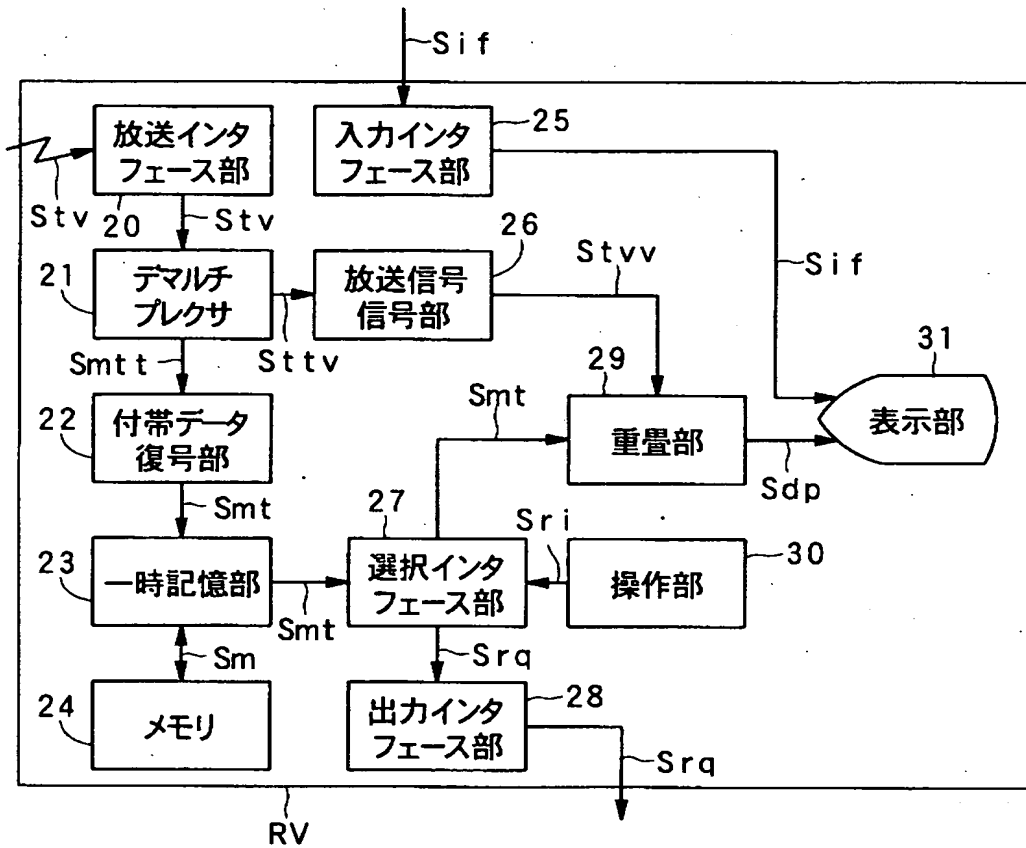 Sif
放送インタ
フェース部
20
入力インタ
フェース部
25
Stv
Stv
21
デマルチ
プレクサ
Sttv
放送信号
信号部
26
Stvv
Sif
Smtt
22
付帯データ
復号部
Smt
29
重畳部
31
表示部
Sdp
Smt
23
一時記憶部
Smt
27
選択インタ
フェース部
Sri
操作部
30
Sm
Srq
24
メモリ
出力インタ
フェース部
28
Srq
RV